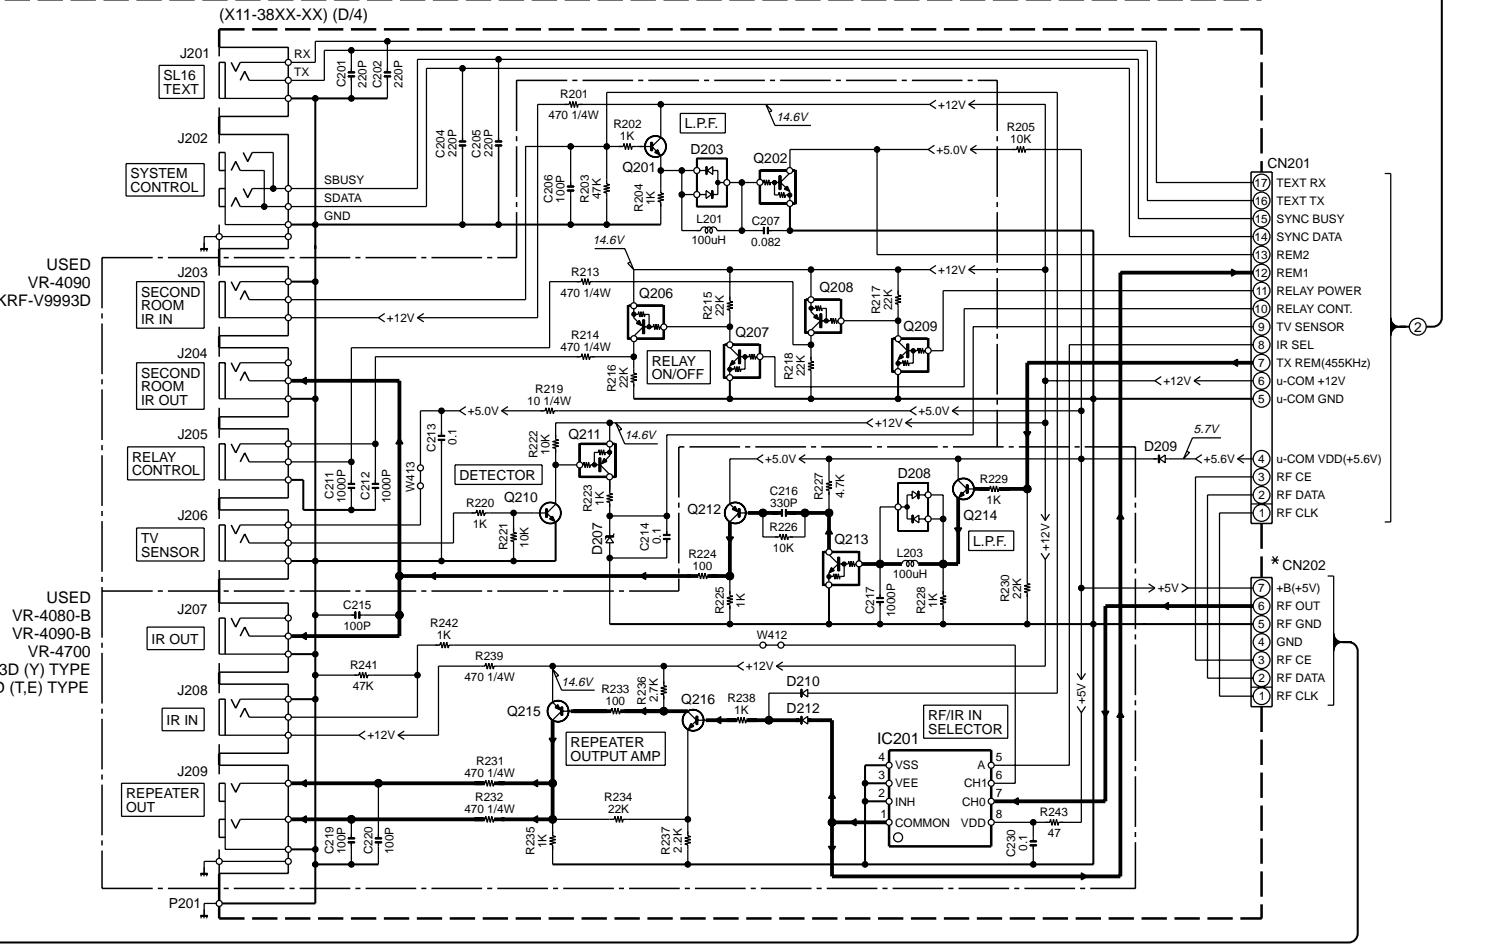 (X11-38XX-XX) (D/4)
J201
SL16
TEXT
RX
TX
C201
220P
C202
220P
J202
SYSTEM
CONTROL
SBUSY
SDATA
GND
C204
220P
C205
220P
R201
470 1/4W
R202
1K
Q201
L.P.F.
14.6V
+12V
D203
Q202
C206
100P
R203
47K
R204
1K
L201
100uH
C207
0.082
+5.0V
R205
10K
CN201
17 TEXT RX
16 TEXT TX
15 SYNC BUSY
14 SYNC DATA
13 REM2
12 REM1
11 RELAY POWER
10 RELAY CONT.
9 TV SENSOR
8 IR SEL
7 TX REM(455KHz)
6 u-COM +12V
5 u-COM GND
4 u-COM VDD(+5.6V)
3 RF CE
2 RF DATA
1 RF CLK
2
USED
VR-4090
KRF-V9993D
J203
SECOND
ROOM
IR IN
+12V
14.6V
R213
470 1/4W
Q206
R215
22K
Q207
Q208
R217
22K
Q209
+12V
R214
470 1/4W
R216
22K
RELAY
ON/OFF
R218
22K
+12V
J204
SECOND
ROOM
IR OUT
R219
10 1/4W
+5.0V
+5.0V
+12V
J205
RELAY
CONTROL
C211
1000P
C212
1000P
C213
0.1
W413
DETECTOR
R222
10K
Q211
14.6V
R223
1K
R220
1K
Q210
R221
10K
D207
C214
0.1
J206
TV
SENSOR
+5.0V
Q212
C216
330P
R226
10K
R227
4.7K
D208
Q213
L203
100uH
Q214
R229
1K
L.P.F.
D209
5.7V
+5.6V
+12V
R224
100
R225
1K
C217
1000P
R228
1K
R230
22K
+5V
*CN202
7 +B(+5V)
6 RF OUT
5 RF GND
4 GND
3 RF CE
2 RF DATA
1 RF CLK
USED
VR-4080-B
VR-4090-B
VR-4700
3D (Y) TYPE
D (T,E) TYPE
J207
IR OUT
C215
100P
R242
1K
W412
R241
47K
R239
470 1/4W
+12V
J208
IR IN
+12V
14.6V
R233
100
R236
2.7K
Q215
Q216
R238
1K
D210
D212
+5V
REPEATER
OUTPUT AMP
RF/IR IN
SELECTOR
J209
REPEATER
OUT
R231
470 1/4W
R232
470 1/4W
R234
22K
C219
100P
C220
100P
R235
1K
R237
2.2K
IC201
4 VSS
3 VEE
2 INH
1 COMMON
A 5
CH1 6
CH0 7
VDD 8
R243
47
C230
0.1
P201